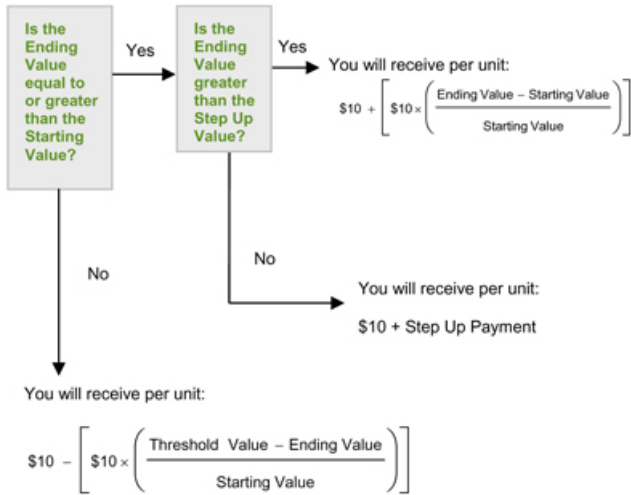 Is the
Ending
Value
equal to
or greater
than the
Starting
Value?
Yes
Is the
Ending
Value
greater
than the
Step Up
Value?
Yes
You will receive per unit:
$10 + [ $10 × ( Ending Value − Starting Value
Starting Value ) ]
No
No
You will receive per unit:
$10 + Step Up Payment
You will receive per unit:
$10 − [ $10 × ( Threshold Value − Ending Value
Starting Value ) ]